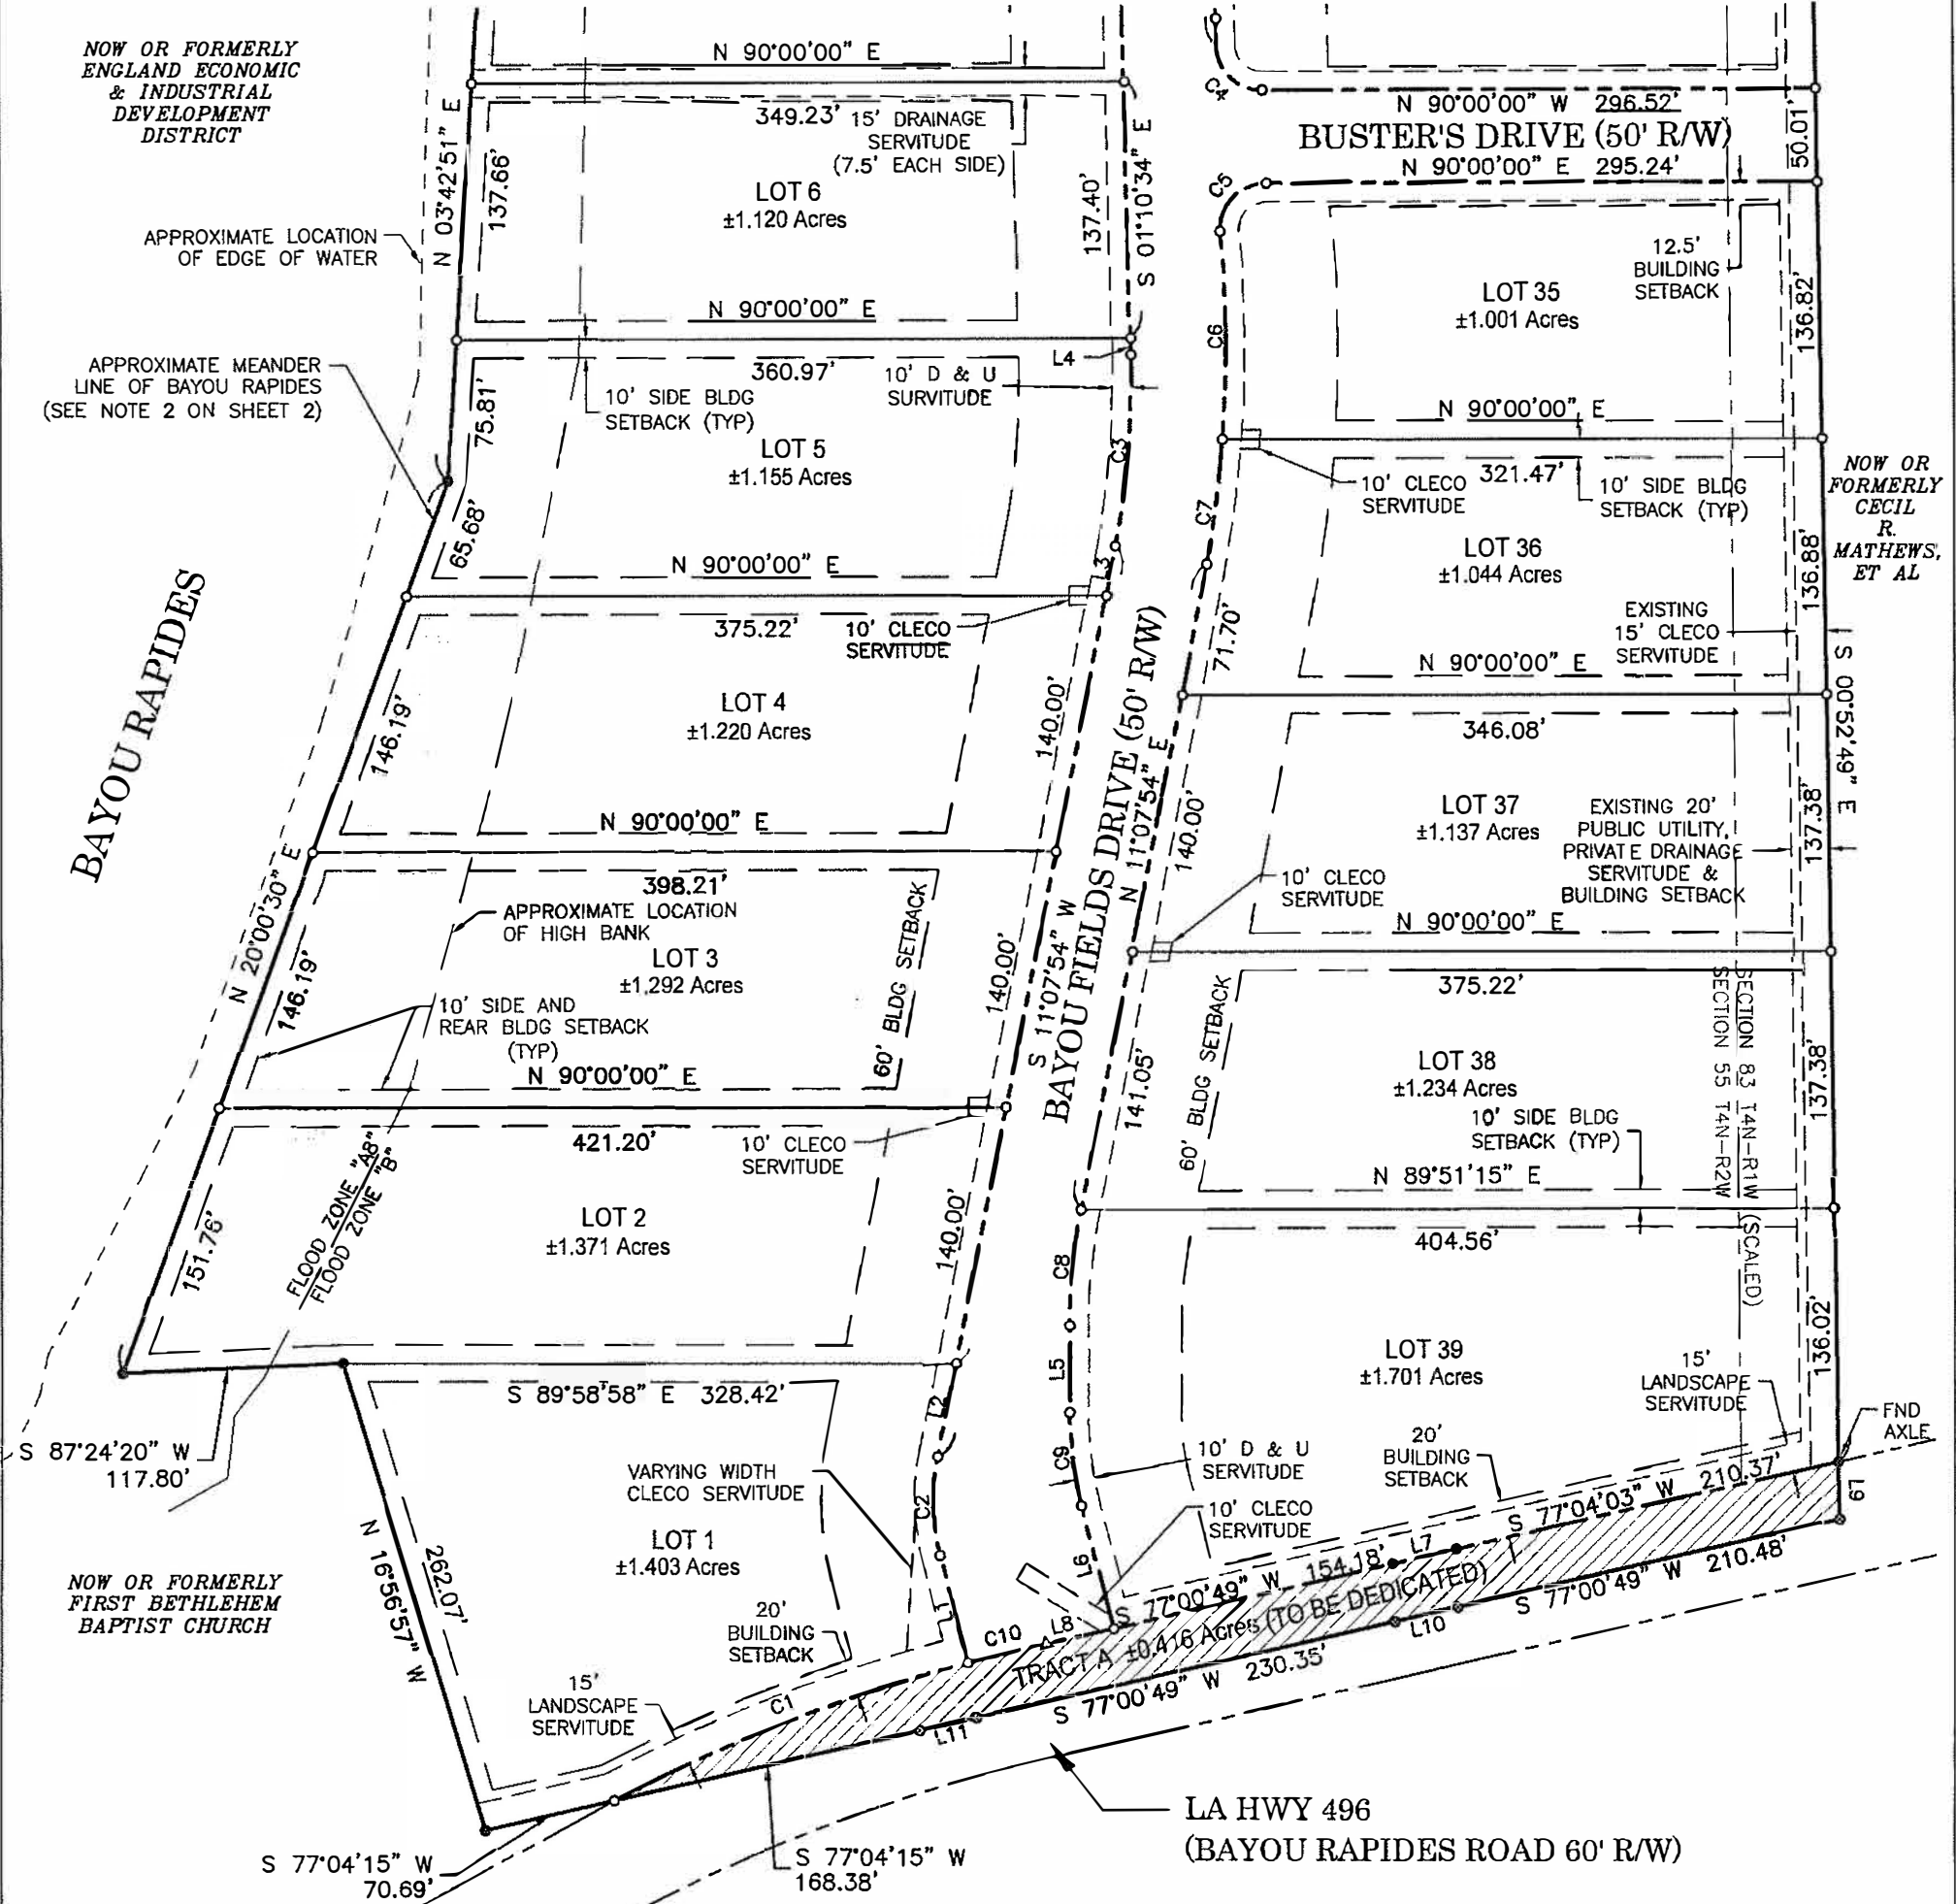 NOW OR FORMERLY
ENGLAND ECONOMIC
& INDUSTRIAL
DEVELOPMENT
DISTRICT
N 90°00'00" E
349.23'
15' DRAINAGE
SERVITUDE
(7.5' EACH SIDE)
N 03°42'51" E
137.66'
LOT 6
±1.120 Acres
137.40'
S 01°10'34" E
APPROXIMATE LOCATION
OF EDGE OF WATER
N 90°00'00" E
360.97'
L4
C4
N 90°00'00" W 296.52'
BUSTER'S DRIVE (50' R/W)
N 90°00'00" E 295.24'
50.01'
C5
C6
LOT 35
±1.001 Acres
12.5'
BUILDING
SETBACK
136.82'
APPROXIMATE MEANDER
LINE OF BAYOU RAPIDES
(SEE NOTE 2 ON SHEET 2)
75.81'
65.68'
10' SIDE BLDG
SETBACK (TYP)
10' D & U
SURVITUDE
LOT 5
±1.155 Acres
C3
L3
N 90°00'00" E
375.22'
10' CLECO
SERVITUDE
N 90°00'00" E
321.47'
10' CLECO
SERVITUDE
10' SIDE BLDG
SETBACK (TYP)
C7
LOT 36
±1.044 Acres
71.70'
136.88'
EXISTING
15' CLECO
SERVITUDE
NOW OR
FORMERLY
CECIL
R.
MATHEWS,
ET AL
BAYOU RAPIDES
146.19'
LOT 4
±1.220 Acres
140.00'
N 90°00'00" E
398.21'
BAYOU FIELDS DRIVE (50' R/W)
N 11°07'54" E
S 11°07'54" W
N 90°00'00" E
346.08'
S 00°52'49" E
LOT 37
±1.137 Acres
140.00'
137.38'
EXISTING 20'
PUBLIC UTILITY,
PRIVATE DRAINAGE
SERVITUDE &
BUILDING SETBACK
10' CLECO
SERVITUDE
N 20°00'30" E
146.19'
APPROXIMATE LOCATION
OF HIGH BANK
LOT 3
±1.292 Acres
60' BLDG SETBACK
140.00'
10' SIDE AND
REAR BLDG SETBACK
(TYP)
N 90°00'00" E
421.20'
10' CLECO
SERVITUDE
N 90°00'00" E
375.22'
60' BLDG SETBACK
141.05'
LOT 38
±1.234 Acres
10' SIDE BLDG
SETBACK (TYP)
137.38'
SECTION 83 T4N-R1W (SCALED)
SECTION 55 T4N-R2W
N 89°51'15" E
404.56'
151.76'
FLOOD ZONE "A8"
FLOOD ZONE "B"
LOT 2
±1.371 Acres
140.00'
S 87°24'20" W
117.80'
S 89°58'58" E 328.42'
L2
C2
C8
L5
C9
LOT 39
±1.701 Acres
136.02'
15'
LANDSCAPE
SERVITUDE
FND
AXLE
20'
BUILDING
SETBACK
10' D & U
SERVITUDE
10' CLECO
SERVITUDE
VARYING WIDTH
CLECO SERVITUDE
N 16°56'57" W
262.07'
LOT 1
±1.403 Acres
L1
L6
NOW OR FORMERLY
FIRST BETHLEHEM
BAPTIST CHURCH
20'
BUILDING
SETBACK
15'
LANDSCAPE
SERVITUDE
C1
C10
L8
S 77°00'49" W 154.18'
L7
S 77°04'03" W 210.37'
L9
TRACT A ±0.416 Acres (TO BE DEDICATED)
L11
S 77°00'49" W 230.35'
L10
S 77°00'49" W 210.48'
S 77°04'15" W
70.69'
S 77°04'15" W
168.38'
LA HWY 496
(BAYOU RAPIDES ROAD 60' R/W)